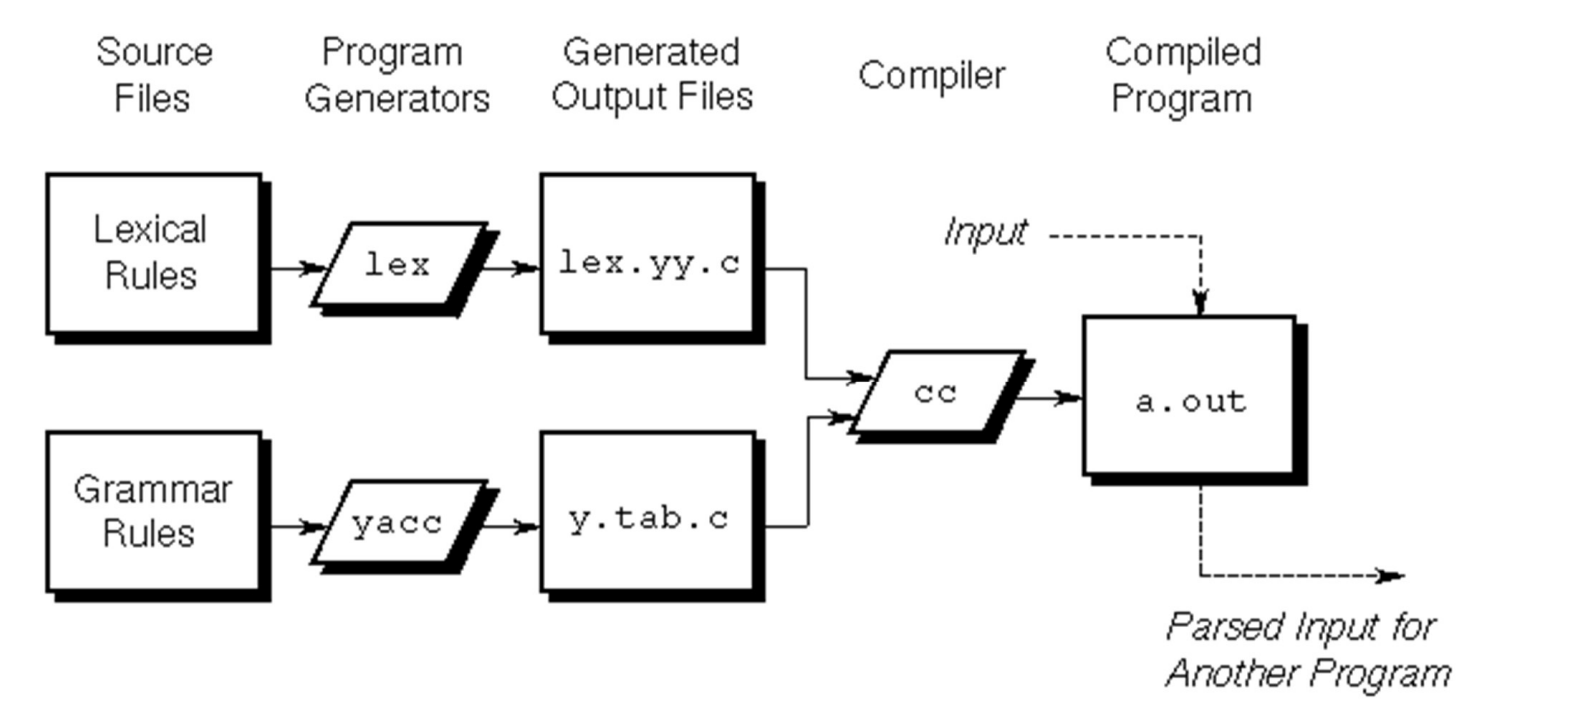 Source
Files
Program
Generators
Generated
Output Files
Compiler
Compiled
Program
Lexical
Rules
lex
lex.yy.c
Input
cc
a.out
Grammar
Rules
yacc
y.tab.c
Parsed Input for
Another Program